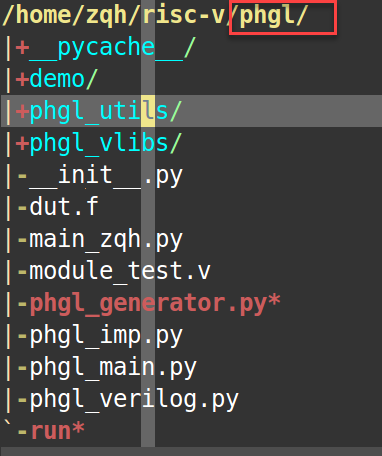 /home/zqh/risc-v/phgl/
|+__pycache__/
|+demo/
|+phgl_utils/
|+phgl_vlibs/
|-__init__.py
|-dut.f
|-main_zqh.py
|-module_test.v
|-phgl_generator.py*
|-phgl_imp.py
|-phgl_main.py
|-phgl_verilog.py
`-run*